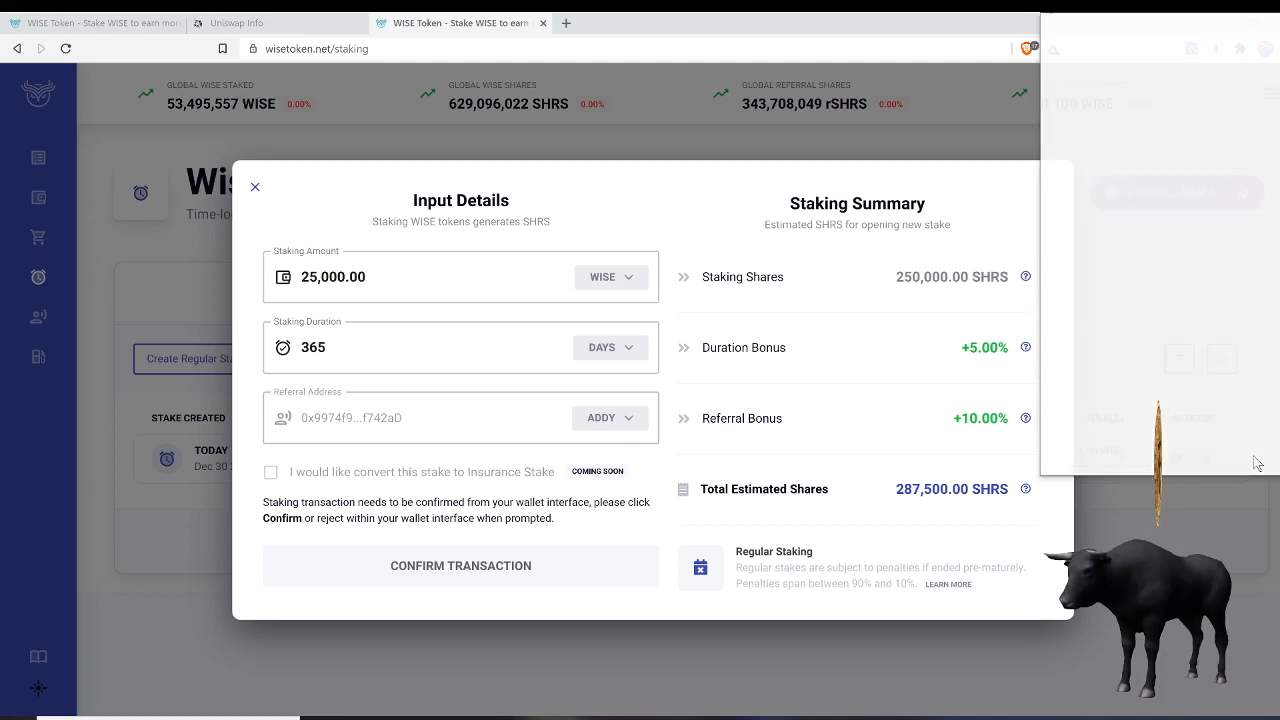 WISE Token - Stake WISE to earn mor
Uniswap Info
WISE Token - Stake WISE to earn
wisetoken.net/staking
GLOBAL WISE STAKED
53,495,557 WISE 0.00%
GLOBAL WISE SHARES
629,096,022 SHRS 0.00%
GLOBAL REFERRAL SHARES
343,708,049 rSHRS 0.00%
100 WISE
Wis
Time-lo
Create Regular Sta
STAKE CREATED
TODAY
Dec 30
Input Details
Staking WISE tokens generates SHRS
Staking Amount
25,000.00 WISE
Staking Duration
365 DAYS
Referral Address
0x9974f9...f742aD ADDY
I would like convert this stake to Insurance Stake COMING SOON
Staking transaction needs to be confirmed from your wallet interface, please click
Confirm or reject within your wallet interface when prompted.
CONFIRM TRANSACTION
Staking Summary
Estimated SHRS for opening new stake
Staking Shares 250,000.00 SHRS
Duration Bonus +5.00%
Referral Bonus +10.00%
Total Estimated Shares 287,500.00 SHRS
Regular Staking
Regular stakes are subject to penalties if ended pre-maturely.
Penalties span between 90% and 10%. LEARN MORE